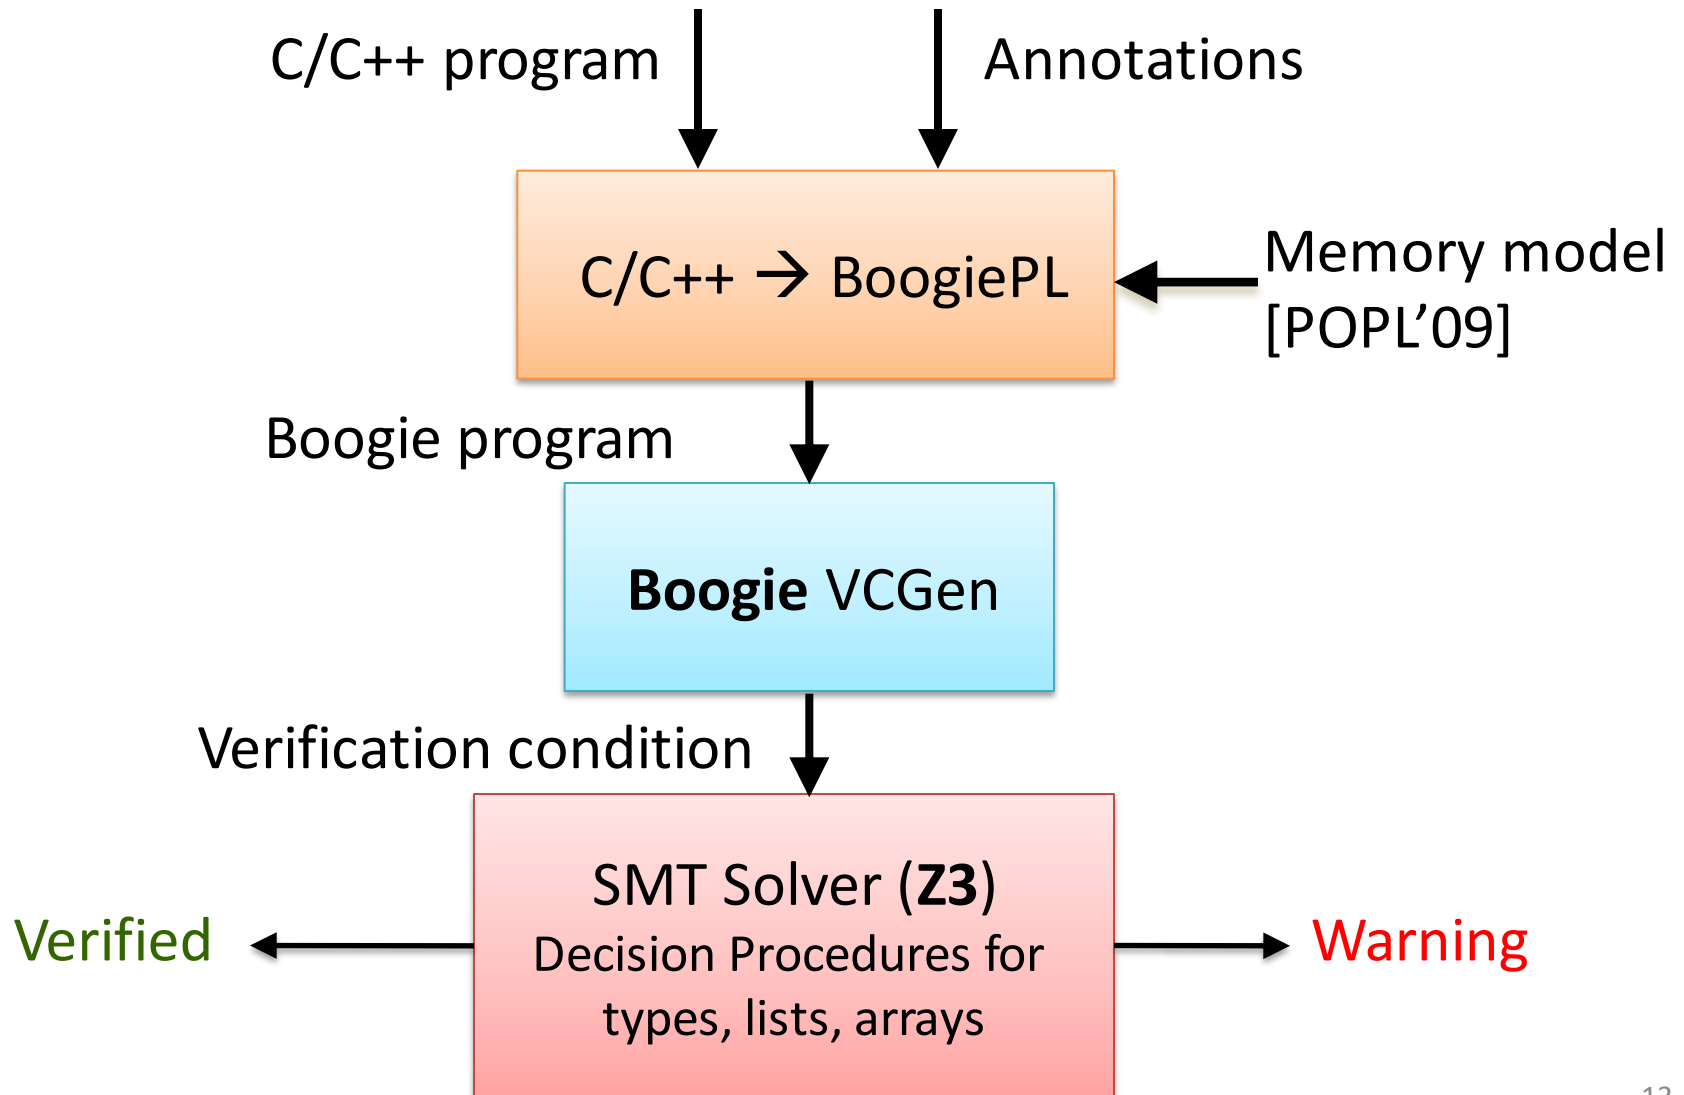 C/C++ program
Annotations
C/C++ → BoogiePL
Memory model
[POPL’09]
Boogie program
Boogie VCGen
Verification condition
SMT Solver (Z3)
Decision Procedures for
types, lists, arrays
Verified
Warning